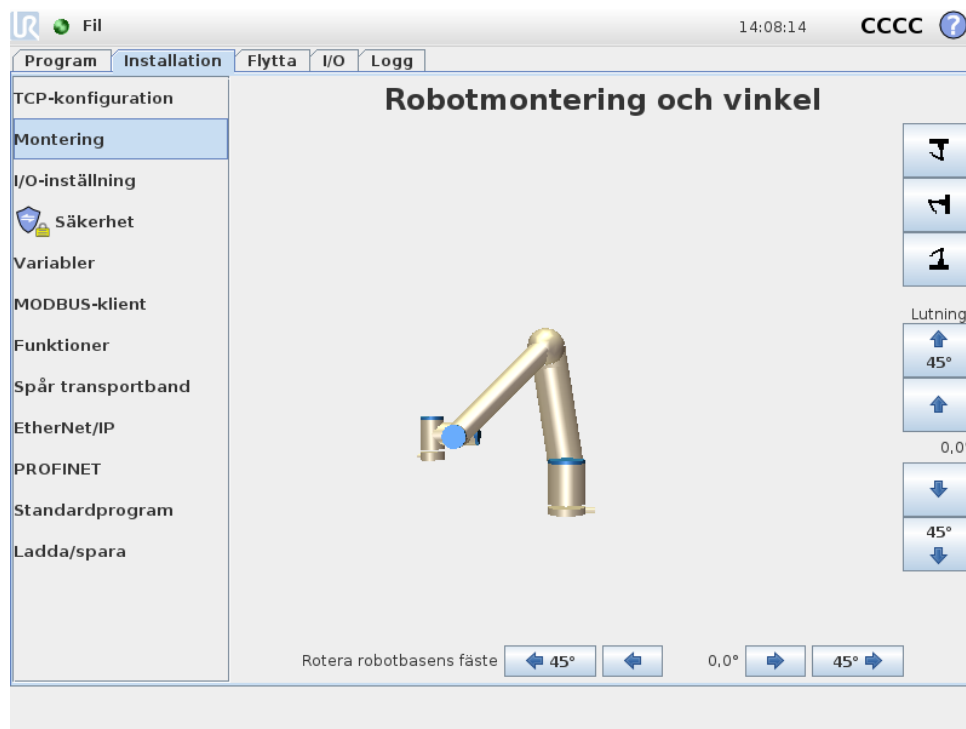 UR Fil 14:08:14 CCCC ?
Program Installation Flytta I/O Logg
TCP-konfiguration
Montering
I/O-inställning
Säkerhet
Variabler
MODBUS-klient
Funktioner
Spår transportband
EtherNet/IP
PROFINET
Standardprogram
Ladda/spara
Robotmontering och vinkel
Lutning
45°
0,0°
45°
Rotera robotbasens fäste 45° 0,0° 45°